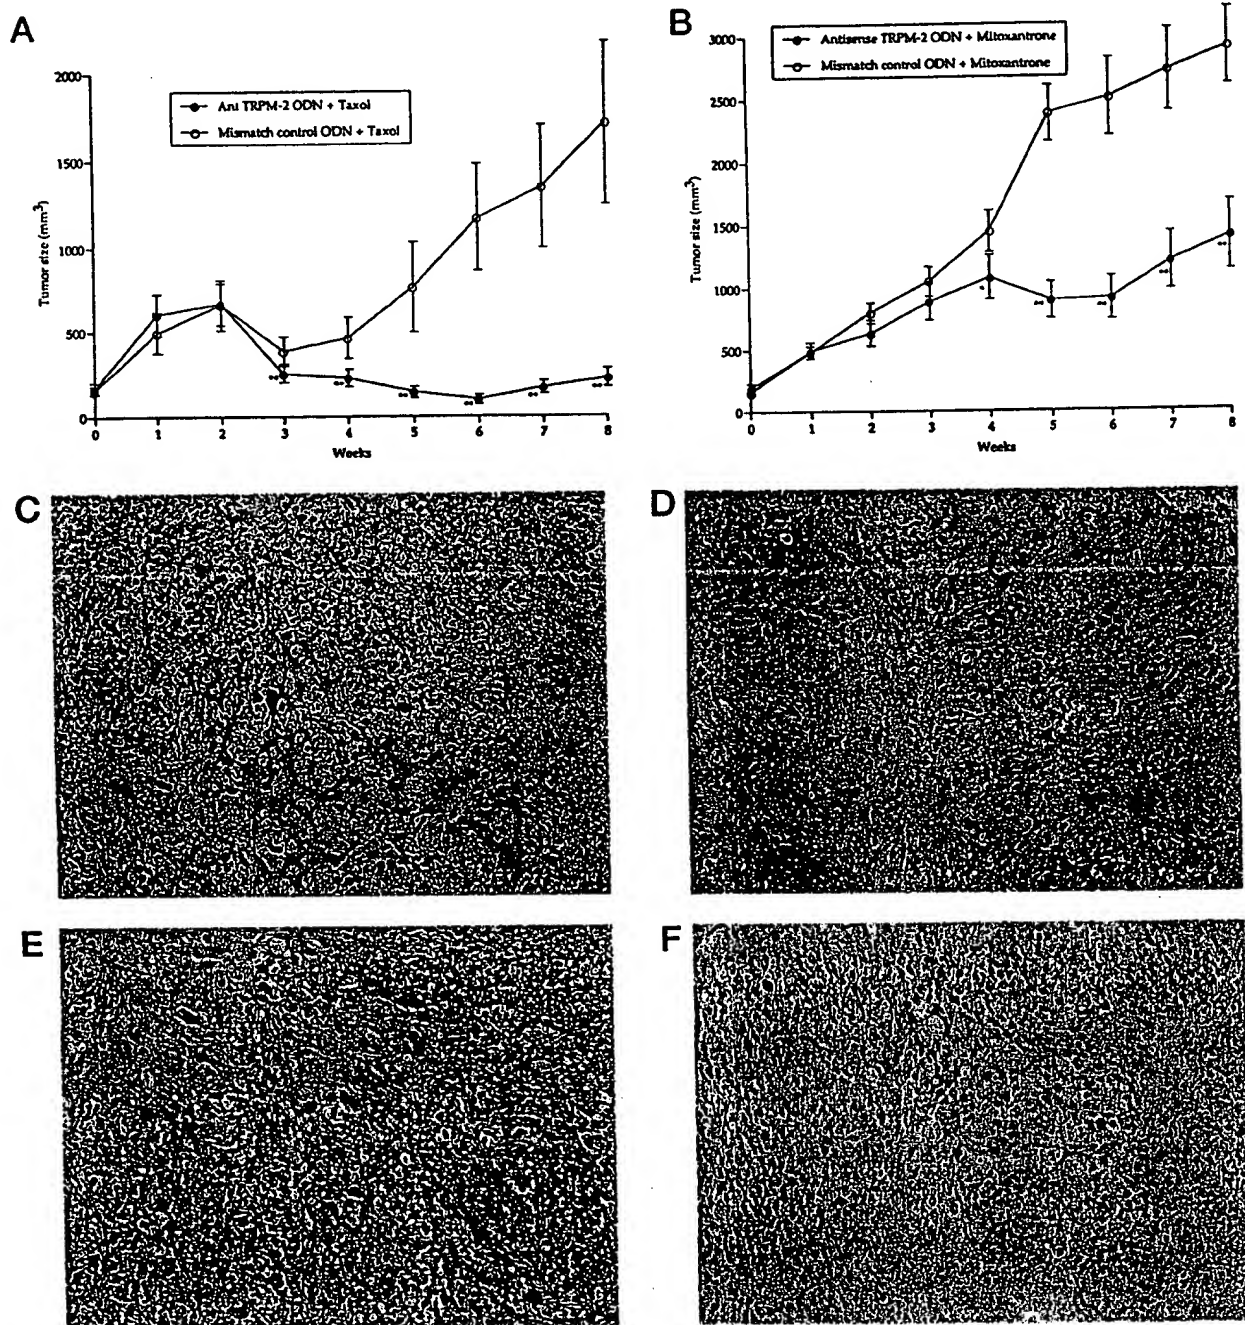 A
Tumor size (mm3)
2000
1500
1000
500
0
Ani TRPM-2 ODN + Taxol
Mismatch control ODN + Taxol
**
**
**
**
**
**
0 1 2 3 4 5 6 7 8
Weeks
B
Tumor size (mm3)
3000
2500
2000
1500
1000
500
0
Antisense TRPM-2 ODN + Mitoxantrone
Mismatch control ODN + Mitoxantrone
*
**
**
**
**
0 1 2 3 4 5 6 7 8
Weeks
C
D
E
F